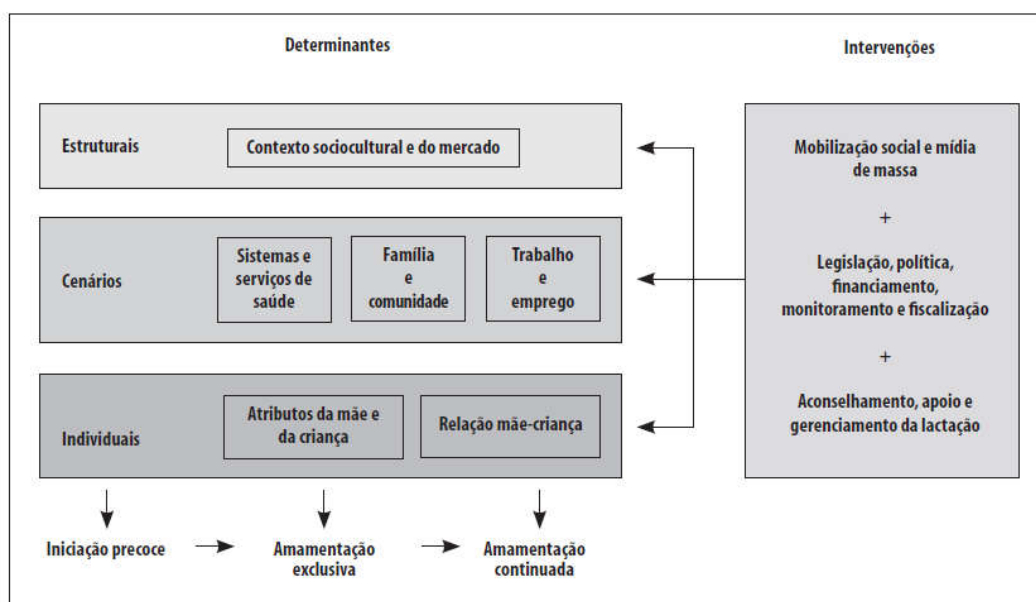 Determinantes
Intervenções
Estruturais
Contexto sociocultural e do mercado
Cenários
Sistemas e
serviços de
saúde
Família
e
comunidade
Trabalho
e
emprego
Individuais
Atributos da mãe e
da criança
Relação mãe-criança
Iniciação precoce
Amamentação
exclusiva
Amamentação
continuada
Mobilização social e mídia
de massa
+
Legislação, política,
financiamento,
monitoramento e fiscalização
+
Aconselhamento, apoio e
gerenciamento da lactação